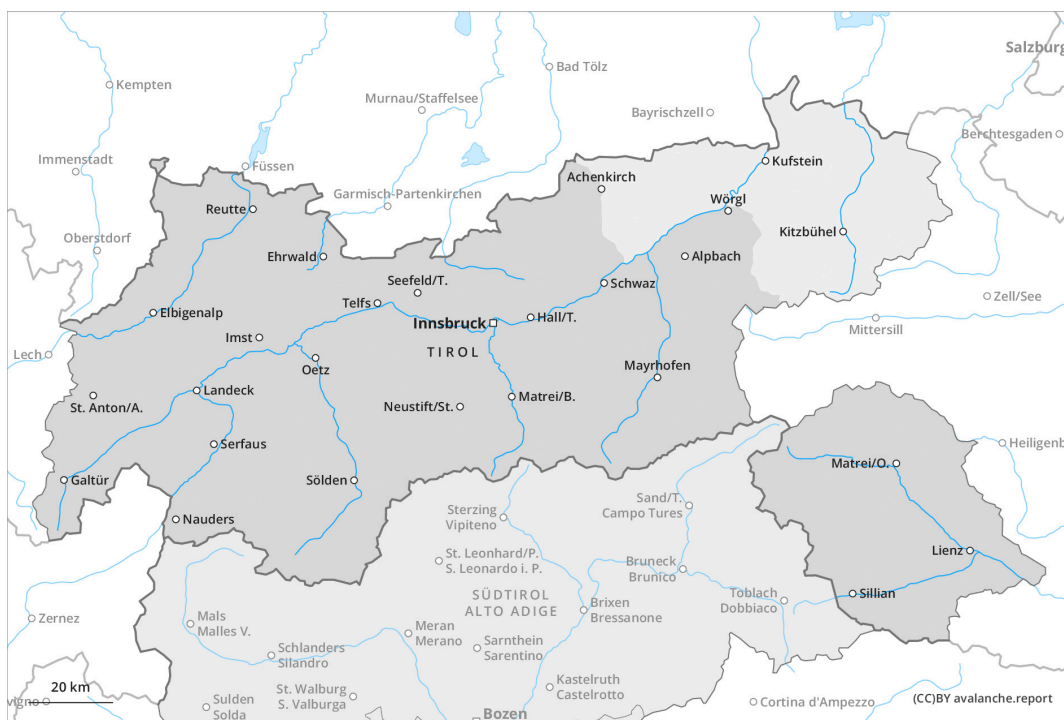 Salzburg
Kempten
Bad Tölz
Murnau/Staffelsee
Bayrischzell
Berchtesgaden
Immenstadt
Füssen
Kufstein
Garmisch-Partenkirchen
Achenkirch
Reutte
Wörgl
Oberstdorf
Kitzbühel
Ehrwald
Alpbach
Seefeld/T.
Schwaz
Zell/See
Telfs
Elbigenalp
Hall/T.
Innsbruck
Mittersill
Imst
TIROL
Lech
Oetz
Mayrhofen
Landeck
St. Anton/A.
Neustift/St.
Matrei/B.
Serfaus
Heiligenb
Matrei/O.
Galtür
Sölden
Sand/T.
Campo Tures
Sterzing
Vipiteno
Nauders
Lienz
St. Leonhard/P.
S. Leonardo i. P.
Bruneck
Brunico
SÜDTIROL
ALTO ADIGE
Sillian
Toblach
Dobbiaco
Brixen
Bressanone
Zernez
Mals
Malles V.
Meran
Merano
Sarnthein
Sarentino
Schlanders
Silandro
Kastelruth
Castelrotto
20 km
vigno
St. Walburg
S. Valburga
Sulden
Solda
Cortina d'Ampezzo
(CC)BY avalanche.report
Bozen